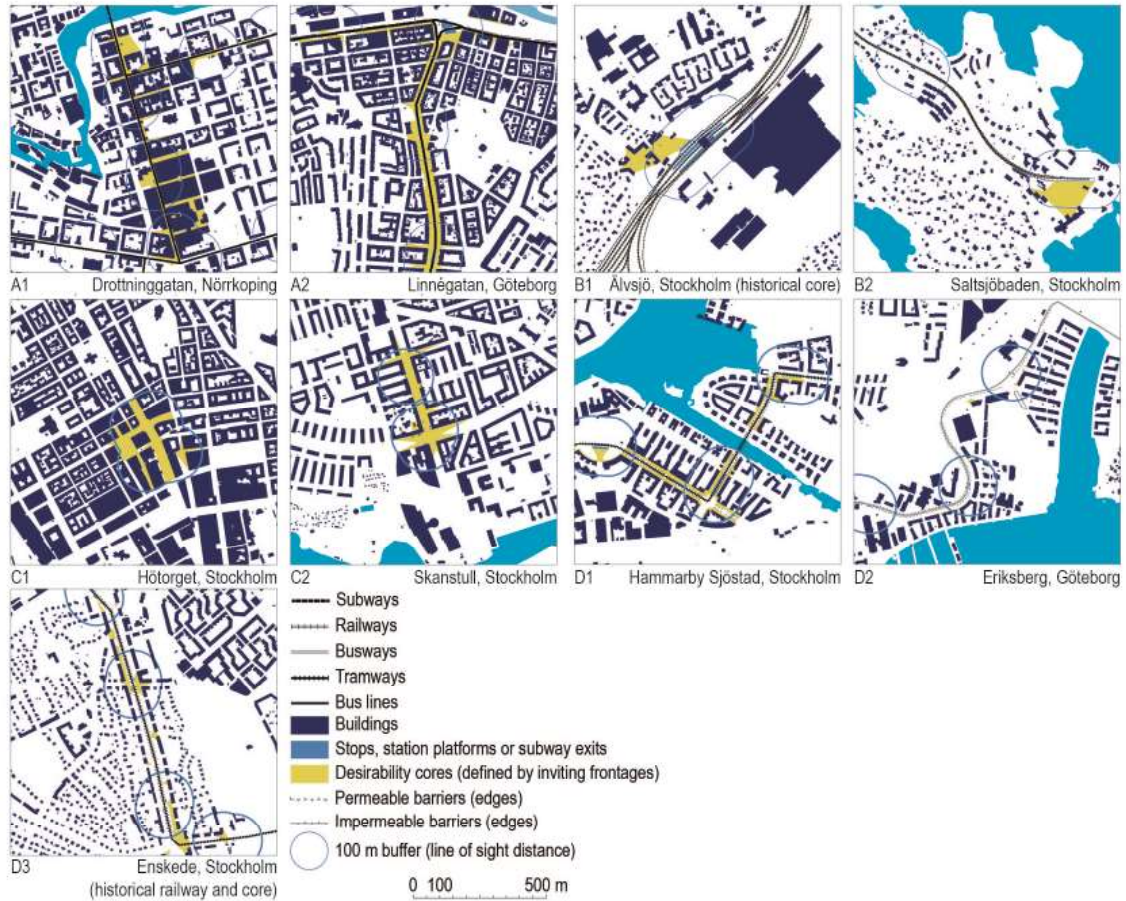 A1 Drottninggatan, Nörrkoping
A2 Linnégatan, Göteborg
B1 Älvsjö, Stockholm (historical core)
B2 Saltsjöbaden, Stockholm
C1 Hötorget, Stockholm
C2 Skanstull, Stockholm
D1 Hammarby Sjöstad, Stockholm
D2 Eriksberg, Göteborg
D3 Enskede, Stockholm
(historical railway and core)
Subways
Railways
Busways
Tramways
Bus lines
Buildings
Stops, station platforms or subway exits
Desirability cores (defined by inviting frontages)
Permeable barriers (edges)
Impermeable barriers (edges)
100 m buffer (line of sight distance)
0 100 500 m